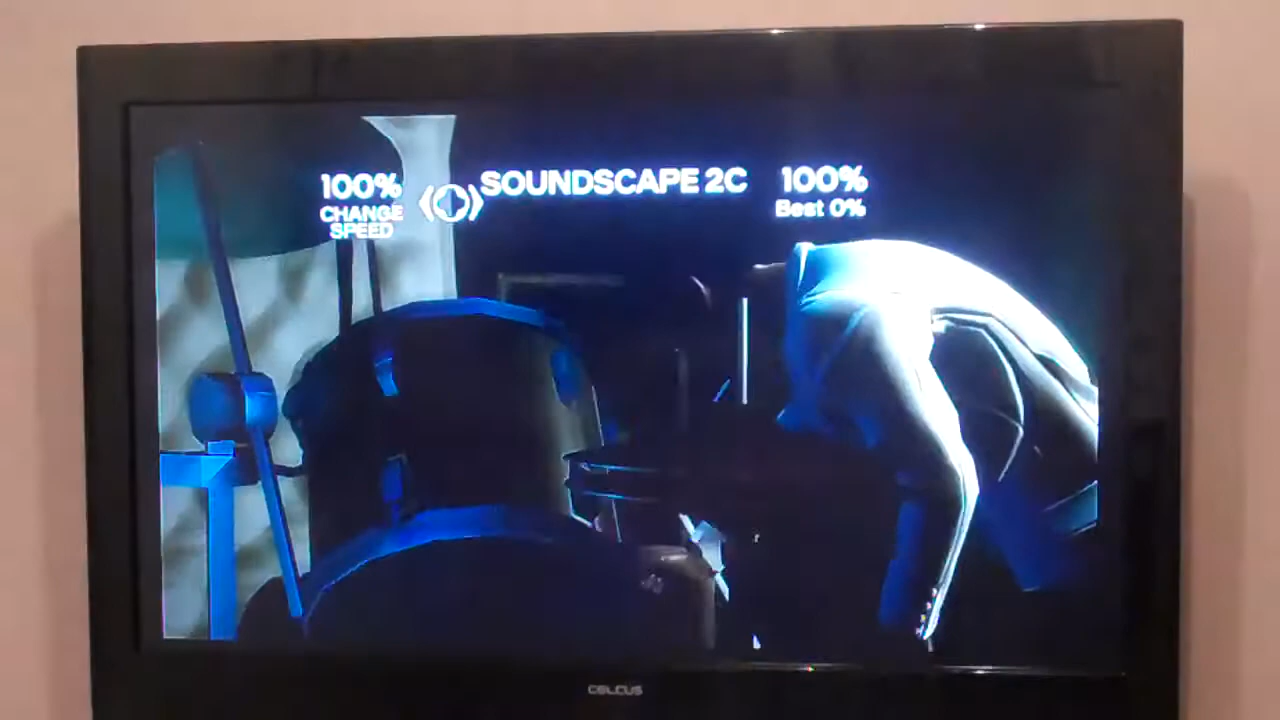 100%
CHANGE
SPEED
SOUNDSCAPE 2C
100%
Best 0%
CELCUS